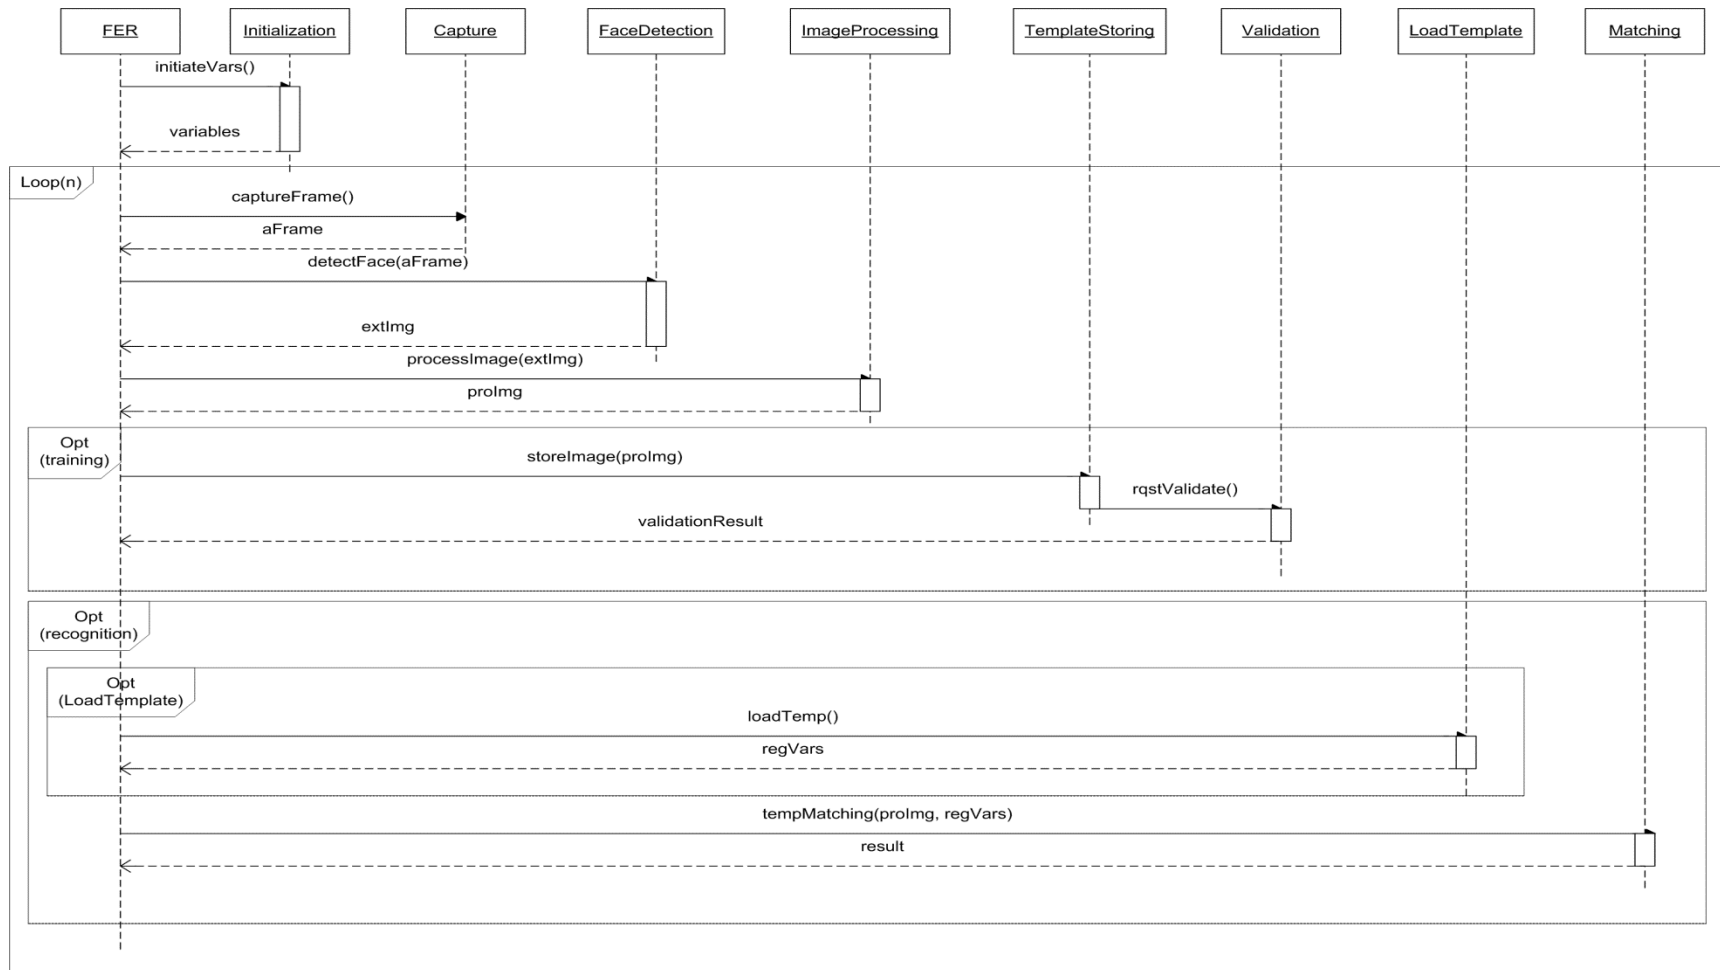 FER
Initialization
Capture
FaceDetection
ImageProcessing
TemplateStoring
Validation
LoadTemplate
Matching
initiateVars()
variables
Loop(n)
captureFrame()
aFrame
detectFace(aFrame)
extImg
processImage(extImg)
proImg
Opt
(training)
storeImage(proImg)
rqstValidate()
validationResult
Opt
(recognition)
Opt
(LoadTemplate)
loadTemp()
regVars
tempMatching(proImg, regVars)
result